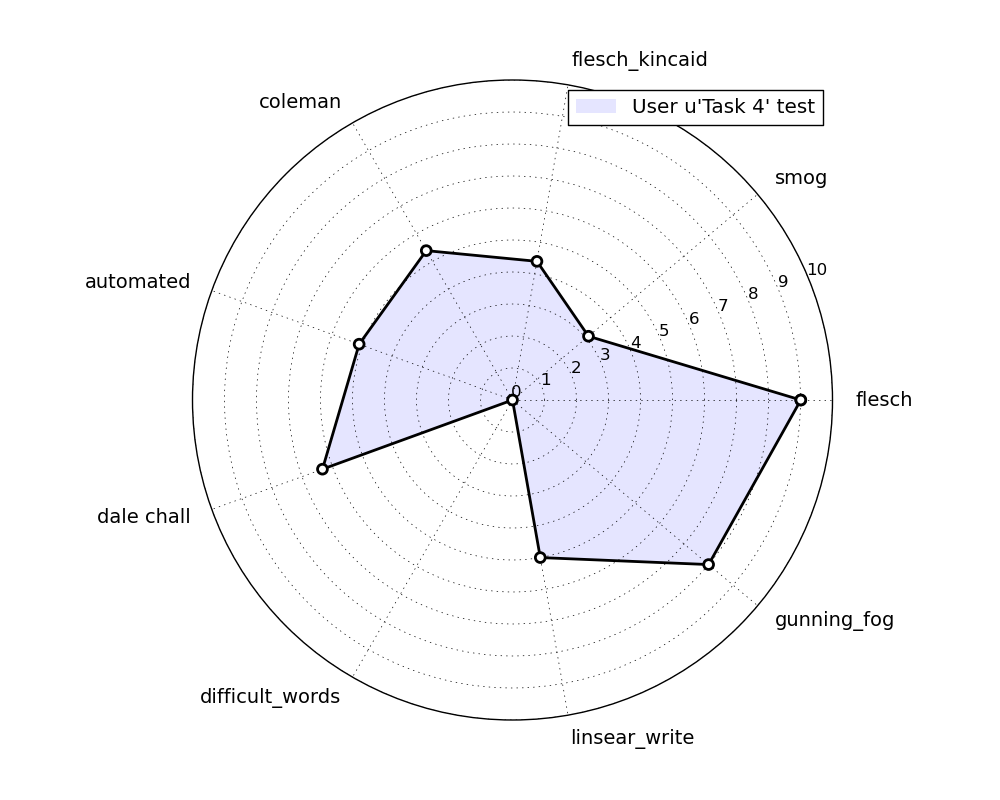 flesch_kincaid
coleman
User u'Task 4' test
smog
automated
10
9
8
7
6
5
4
3
2
1
0
flesch
dale chall
gunning_fog
difficult_words
linsear_write